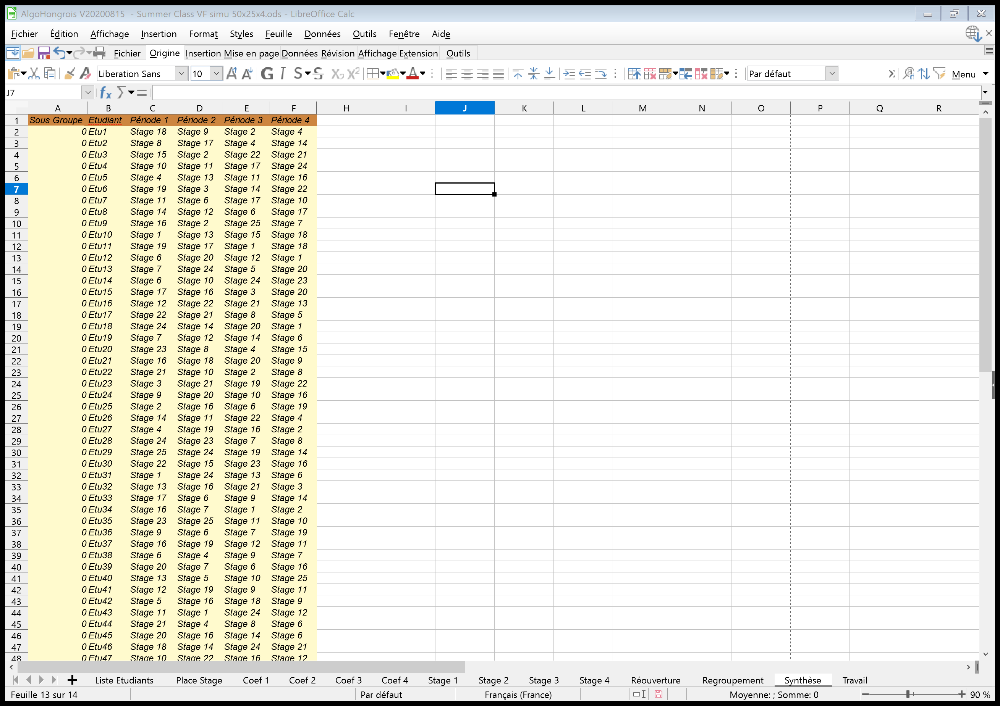 AlgoHongrois V20200815 - Summer Class VF simu 50x25x4.ods - LibreOffice Calc
Fichier Édition Affichage Insertion Format Styles Feuille Données Outils Fenêtre Aide
Fichier Origine Insertion Mise en page Données Révision Affichage Extension Outils
Liberation Sans 10 G I S S X2 X2 A Par défaut Menu
J7 fx Σ =
A B C D E F H I J K L M N O P Q R
1 Sous Groupe Etudiant Période 1 Période 2 Période 3 Période 4
2 0 Etu1 Stage 18 Stage 9 Stage 2 Stage 4
3 0 Etu2 Stage 8 Stage 17 Stage 4 Stage 14
4 0 Etu3 Stage 15 Stage 2 Stage 22 Stage 21
5 0 Etu4 Stage 10 Stage 11 Stage 17 Stage 24
6 0 Etu5 Stage 4 Stage 13 Stage 11 Stage 16
7 0 Etu6 Stage 19 Stage 3 Stage 14 Stage 22
8 0 Etu7 Stage 11 Stage 6 Stage 17 Stage 10
9 0 Etu8 Stage 14 Stage 12 Stage 6 Stage 17
10 0 Etu9 Stage 16 Stage 2 Stage 25 Stage 7
11 0 Etu10 Stage 1 Stage 13 Stage 15 Stage 18
12 0 Etu11 Stage 19 Stage 17 Stage 1 Stage 18
13 0 Etu12 Stage 6 Stage 20 Stage 12 Stage 1
14 0 Etu13 Stage 7 Stage 24 Stage 5 Stage 20
15 0 Etu14 Stage 6 Stage 10 Stage 24 Stage 23
16 0 Etu15 Stage 17 Stage 16 Stage 3 Stage 20
17 0 Etu16 Stage 12 Stage 22 Stage 21 Stage 13
18 0 Etu17 Stage 22 Stage 21 Stage 8 Stage 5
19 0 Etu18 Stage 24 Stage 14 Stage 20 Stage 1
20 0 Etu19 Stage 7 Stage 12 Stage 14 Stage 6
21 0 Etu20 Stage 23 Stage 8 Stage 4 Stage 15
22 0 Etu21 Stage 16 Stage 18 Stage 20 Stage 9
23 0 Etu22 Stage 21 Stage 10 Stage 2 Stage 8
24 0 Etu23 Stage 3 Stage 21 Stage 19 Stage 22
25 0 Etu24 Stage 9 Stage 20 Stage 10 Stage 16
26 0 Etu25 Stage 2 Stage 16 Stage 6 Stage 19
27 0 Etu26 Stage 14 Stage 11 Stage 22 Stage 4
28 0 Etu27 Stage 4 Stage 19 Stage 16 Stage 2
29 0 Etu28 Stage 24 Stage 23 Stage 7 Stage 8
30 0 Etu29 Stage 25 Stage 24 Stage 19 Stage 14
31 0 Etu30 Stage 22 Stage 15 Stage 23 Stage 16
32 0 Etu31 Stage 1 Stage 24 Stage 13 Stage 6
33 0 Etu32 Stage 13 Stage 16 Stage 21 Stage 3
34 0 Etu33 Stage 17 Stage 6 Stage 9 Stage 14
35 0 Etu34 Stage 16 Stage 7 Stage 1 Stage 2
36 0 Etu35 Stage 23 Stage 25 Stage 11 Stage 10
37 0 Etu36 Stage 9 Stage 6 Stage 7 Stage 19
38 0 Etu37 Stage 16 Stage 19 Stage 12 Stage 11
39 0 Etu38 Stage 6 Stage 4 Stage 9 Stage 7
40 0 Etu39 Stage 20 Stage 7 Stage 6 Stage 16
41 0 Etu40 Stage 13 Stage 5 Stage 10 Stage 25
42 0 Etu41 Stage 12 Stage 19 Stage 9 Stage 11
43 0 Etu42 Stage 5 Stage 16 Stage 18 Stage 9
44 0 Etu43 Stage 11 Stage 1 Stage 24 Stage 12
45 0 Etu44 Stage 21 Stage 4 Stage 8 Stage 6
46 0 Etu45 Stage 20 Stage 16 Stage 14 Stage 6
47 0 Etu46 Stage 18 Stage 14 Stage 24 Stage 21
48 0 Etu47 Stage 10 Stage 22 Stage 16 Stage 12
Liste Etudiants Place Stage Coef 1 Coef 2 Coef 3 Coef 4 Stage 1 Stage 2 Stage 3 Stage 4 Réouverture Regroupement Synthèse Travail
Feuille 13 sur 14 Par défaut Français (France) Moyenne: ; Somme: 0 90 %